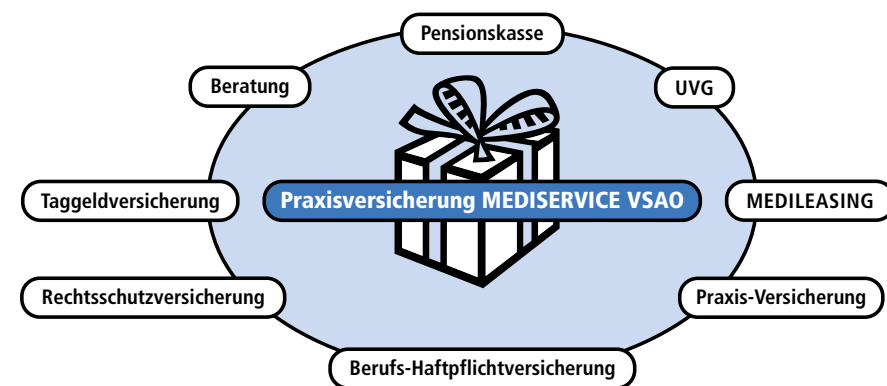 Pensionskasse
Beratung
UVG
Taggeldversicherung
Praxisversicherung MEDISERVICE VSAO
MEDILEASING
Rechtsschutzversicherung
Praxis-Versicherung
Berufs-Haftpflichtversicherung